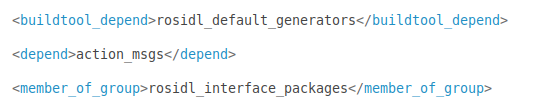 <buildtool_depend>rosidl_default_generators</buildtool_depend>
<depend>action_msgs</depend>
<member_of_group>rosidl_interface_packages</member_of_group>